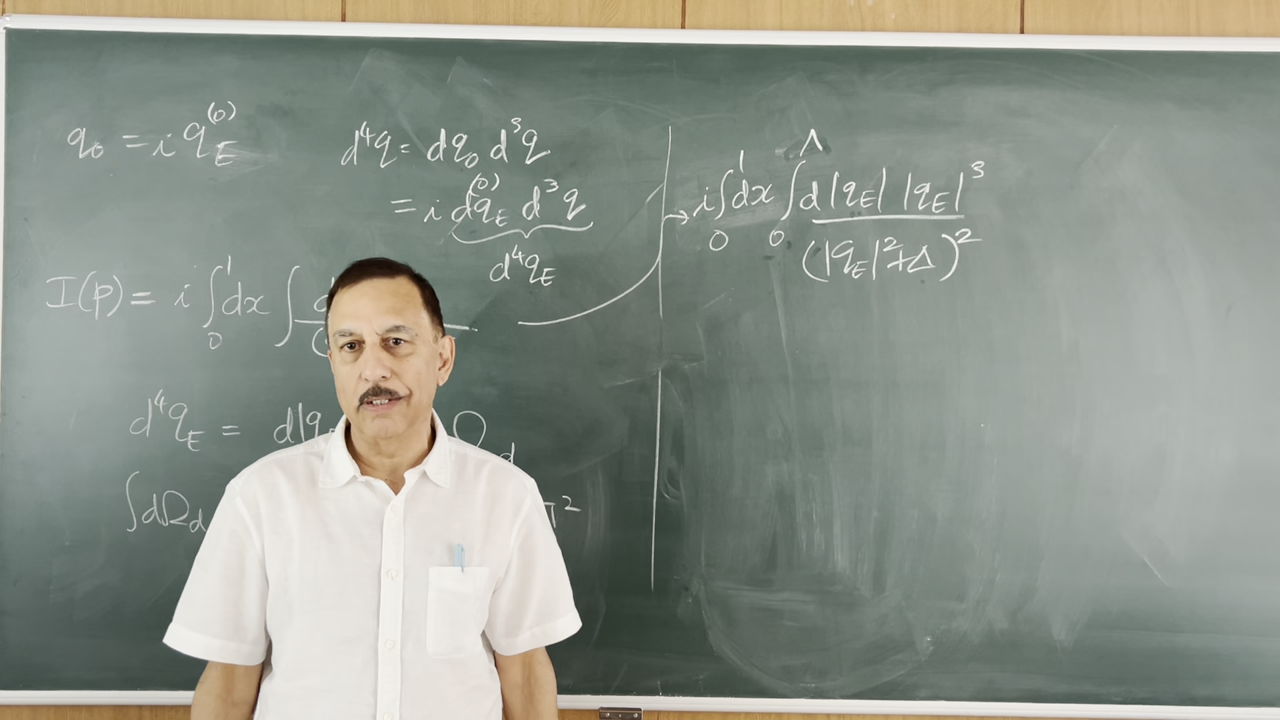 q₀ = i q_E^(0)
d⁴q = dq₀ d³q
= i dq_E^(0) d³q
d⁴q_E
I(p) = i ∫₀¹ dx ∫
d⁴q_E = d|q
∫dΩ_d
π²
→ i ∫₀¹ dx ∫₀^Λ d|q_E| |q_E|³
(|q_E|² + Δ)²